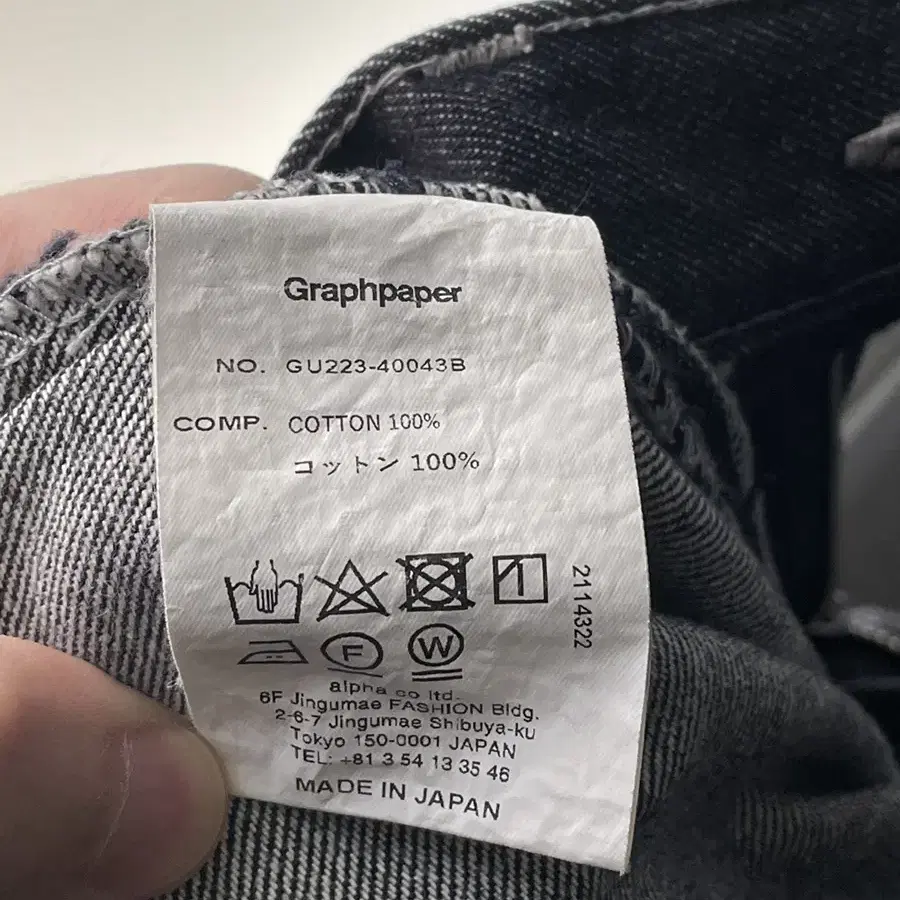 Graphpaper
NO. GU223-40043B
COMP. COTTON 100%
コットン 100%
2114322
F W
alpha co ltd.
6F Jingumae FASHION Bldg.
2-6-7 Jingumae Shibuya-ku
Tokyo 150-0001 JAPAN
TEL: +81 3 54 13 35 46
MADE IN JAPAN